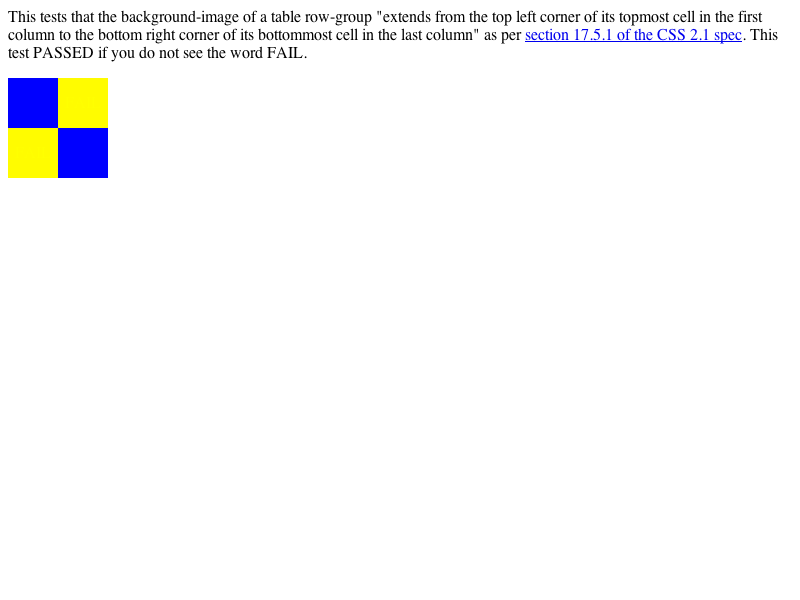 This tests that the background-image of a table row-group "extends from the top left corner of its topmost cell in the first
column to the bottom right corner of its bottommost cell in the last column" as per section 17.5.1 of the CSS 2.1 spec. This
test PASSED if you do not see the word FAIL.